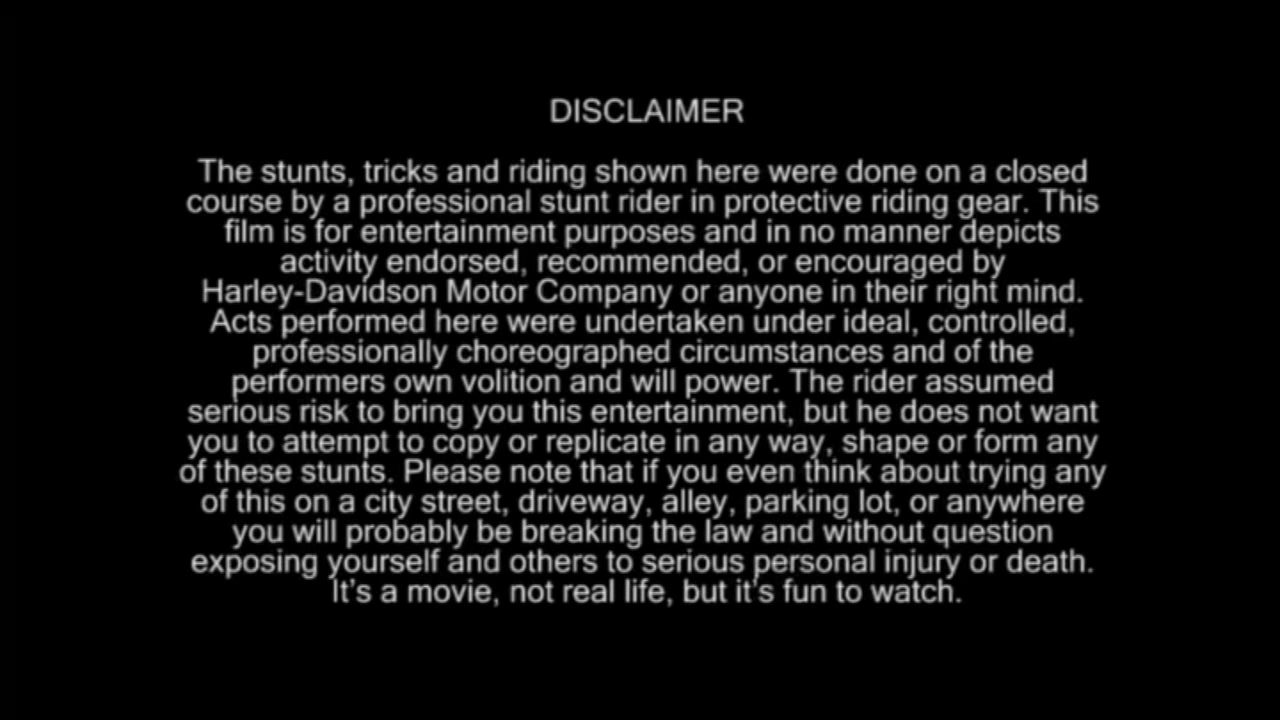 DISCLAIMER
The stunts, tricks and riding shown here were done on a closed
course by a professional stunt rider in protective riding gear. This
film is for entertainment purposes and in no manner depicts
activity endorsed, recommended, or encouraged by
Harley-Davidson Motor Company or anyone in their right mind.
Acts performed here were undertaken under ideal, controlled,
professionally choreographed circumstances and of the
performers own volition and will power. The rider assumed
serious risk to bring you this entertainment, but he does not want
you to attempt to copy or replicate in any way, shape or form any
of these stunts. Please note that if you even think about trying any
of this on a city street, driveway, alley, parking lot, or anywhere
you will probably be breaking the law and without question
exposing yourself and others to serious personal injury or death.
It's a movie, not real life, but it's fun to watch.